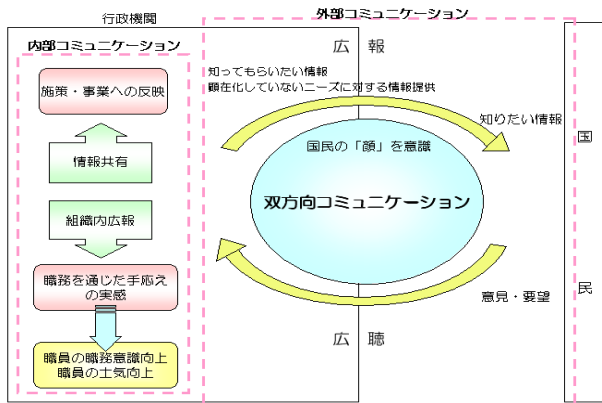 行政機関
外部コミュニケーション
内部コミュニケーション
広 報
施策・事業への反映
知ってもらいたい情報
顕在化していないニーズに対する情報提供
知りたい情報
国
国民の「顔」を意識
情報共有
双方向コミュニケーション
組織内広報
職務を通じた手応え
の実感
意見・要望
民
広 聴
職員の職務意識向上
職員の士気向上